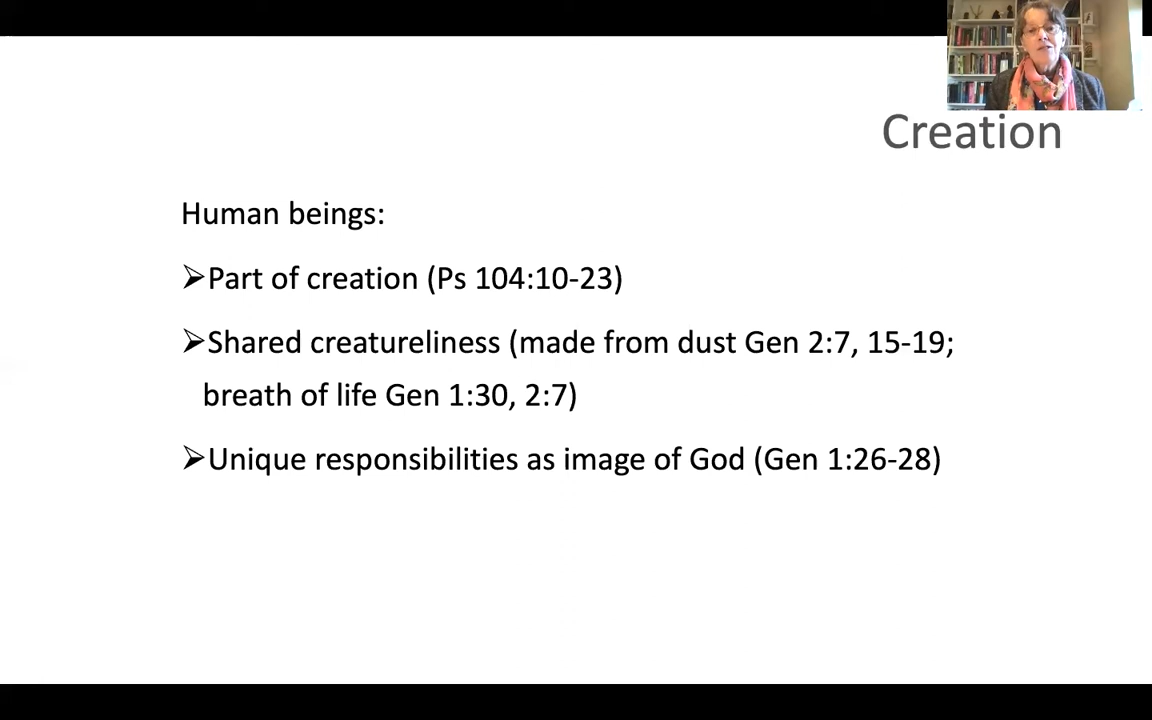 Creation
Human beings:
➢Part of creation (Ps 104:10-23)
➢Shared creatureliness (made from dust Gen 2:7, 15-19;
breath of life Gen 1:30, 2:7)
➢Unique responsibilities as image of God (Gen 1:26-28)